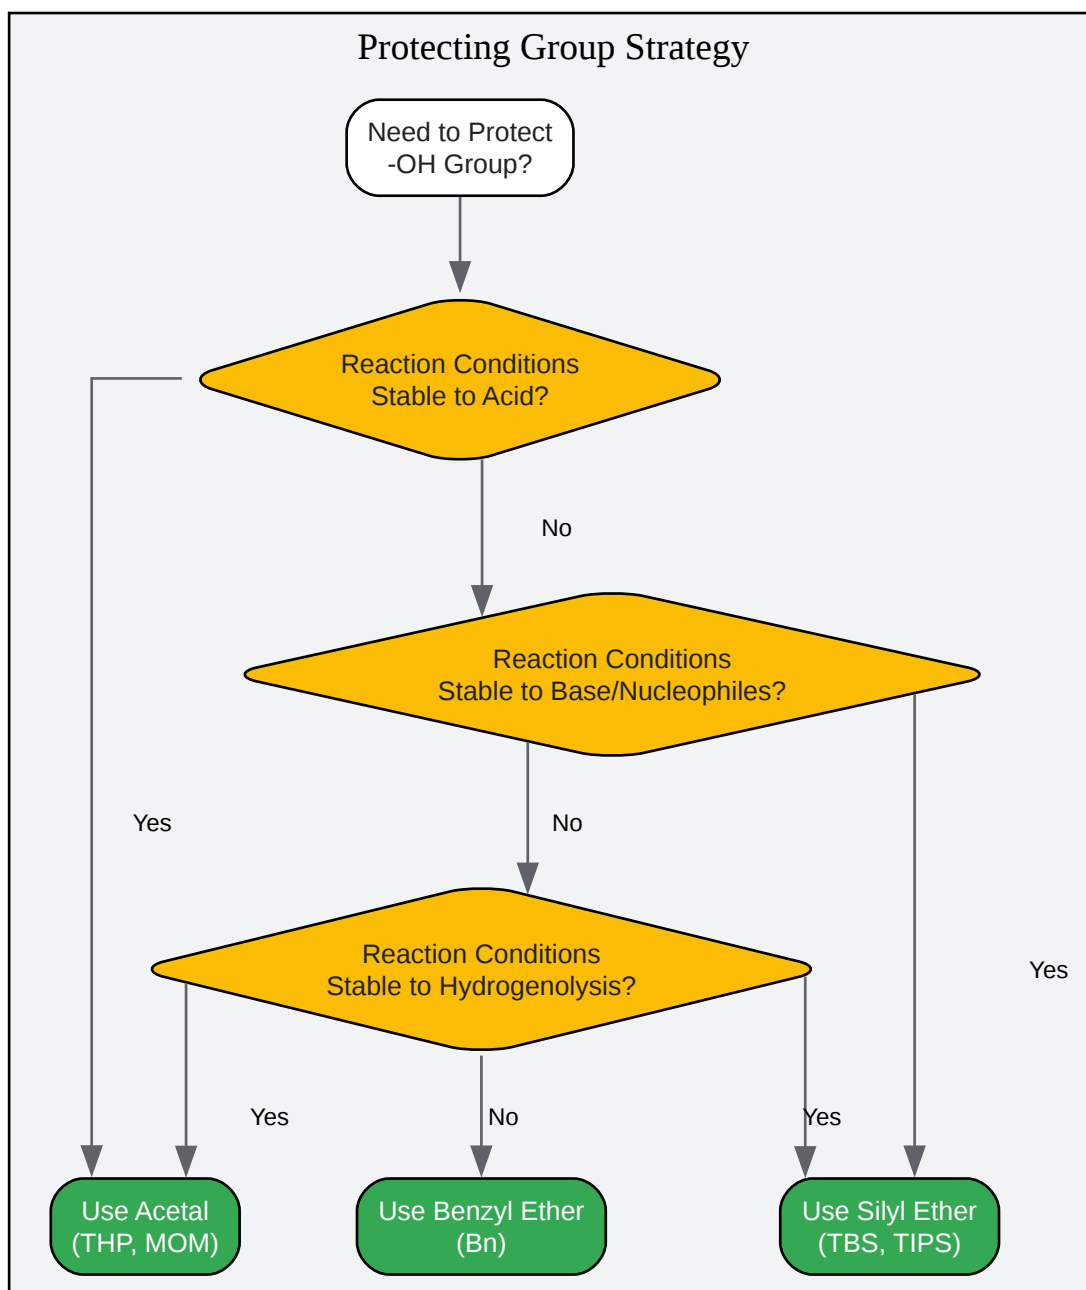 Protecting Group Strategy
Need to Protect
-OH Group?
Reaction Conditions
Stable to Acid?
No
Reaction Conditions
Stable to Base/Nucleophiles?
Yes
No
Reaction Conditions
Stable to Hydrogenolysis?
Yes
Yes
No
Yes
Use Acetal
(THP, MOM)
Use Benzyl Ether
(Bn)
Use Silyl Ether
(TBS, TIPS)